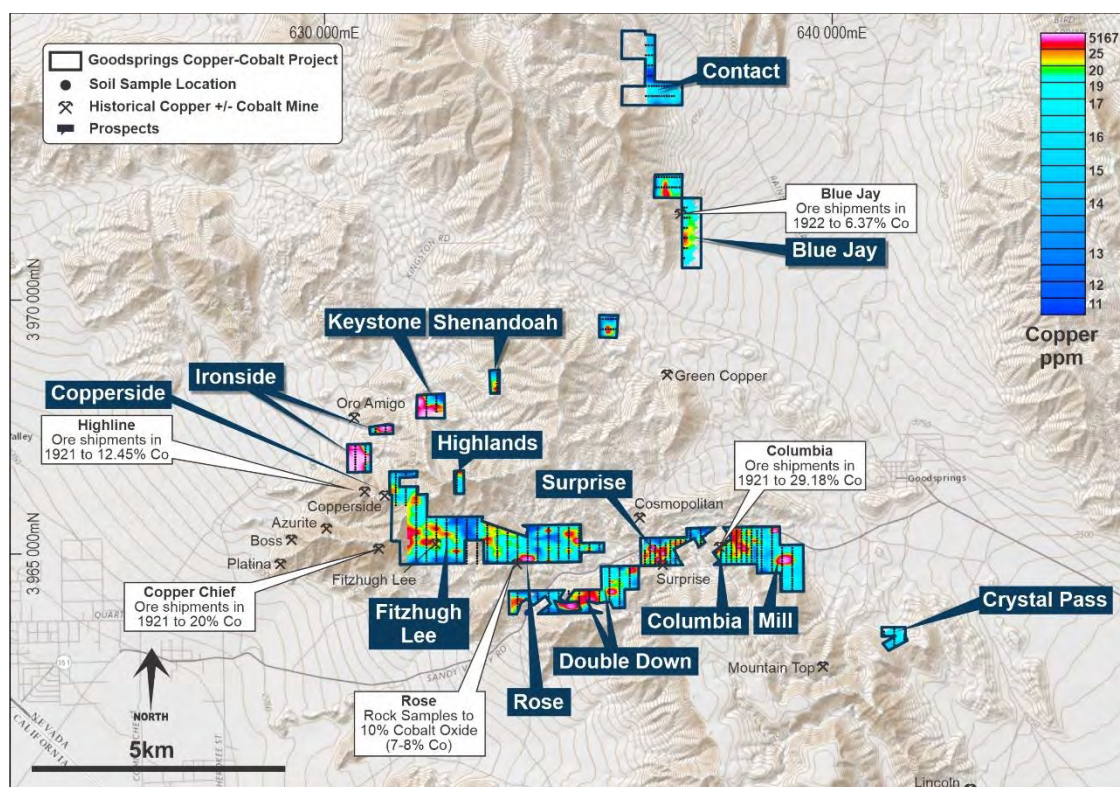 630 000mE
640 000mE
Goodsprings Copper-Cobalt Project
Soil Sample Location
Historical Copper +/- Cobalt Mine
Prospects
5167
25
20
19
17
15
14
13
12
11
Copper
ppm
Contact
Blue Jay
Ore shipments in
1922 to 6.37% Co
Blue Jay
KINGSTON RD
3 970 000mN
Keystone
Shenandoah
Green Copper
Ironside
Copperside
Oro Amigo
Highline
Ore shipments in
1921 to 12.45% Co
Valley
Highlands
Columbia
Ore shipments in
1921 to 29.18% Co
Goodsprings
Surprise
Cosmopolitan
Copperside
Azurite
Boss
Platina
3 965 000mN
3500
Fitzhugh Lee
Surprise
Copper Chief
Ore shipments in
1921 to 20% Co
Fitzhugh
Lee
Columbia
Mill
Crystal Pass
Double Down
Mountain Top
SANDY VALLEY RD
Rose
Rose
Rock Samples to
10% Cobalt Oxide
(7-8% Co)
161
NORTH
NEVADA
CALIFORNIA
5km
Lincoln